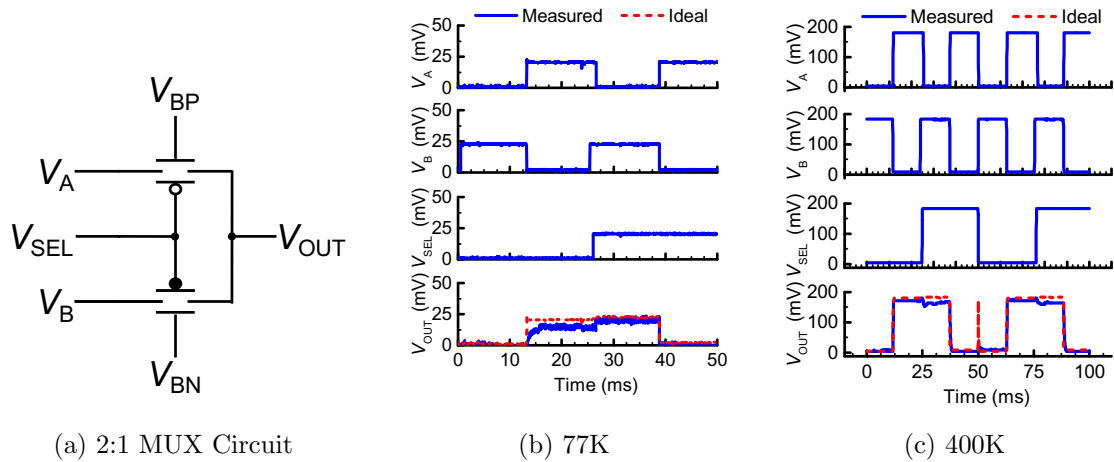 V_BP
V_A
V_SEL
V_OUT
V_B
V_BN
(a) 2:1 MUX Circuit
Measured Ideal
V_A (mV)
50
25
0
V_B (mV)
50
25
0
V_SEL (mV)
50
25
0
V_OUT (mV)
50
25
0
0 10 20 30 40 50
Time (ms)
(b) 77K
Measured Ideal
V_A (mV)
200
100
0
V_B (mV)
200
100
0
V_SEL (mV)
200
100
0
V_OUT (mV)
200
100
0
0 25 50 75 100
Time (ms)
(c) 400K